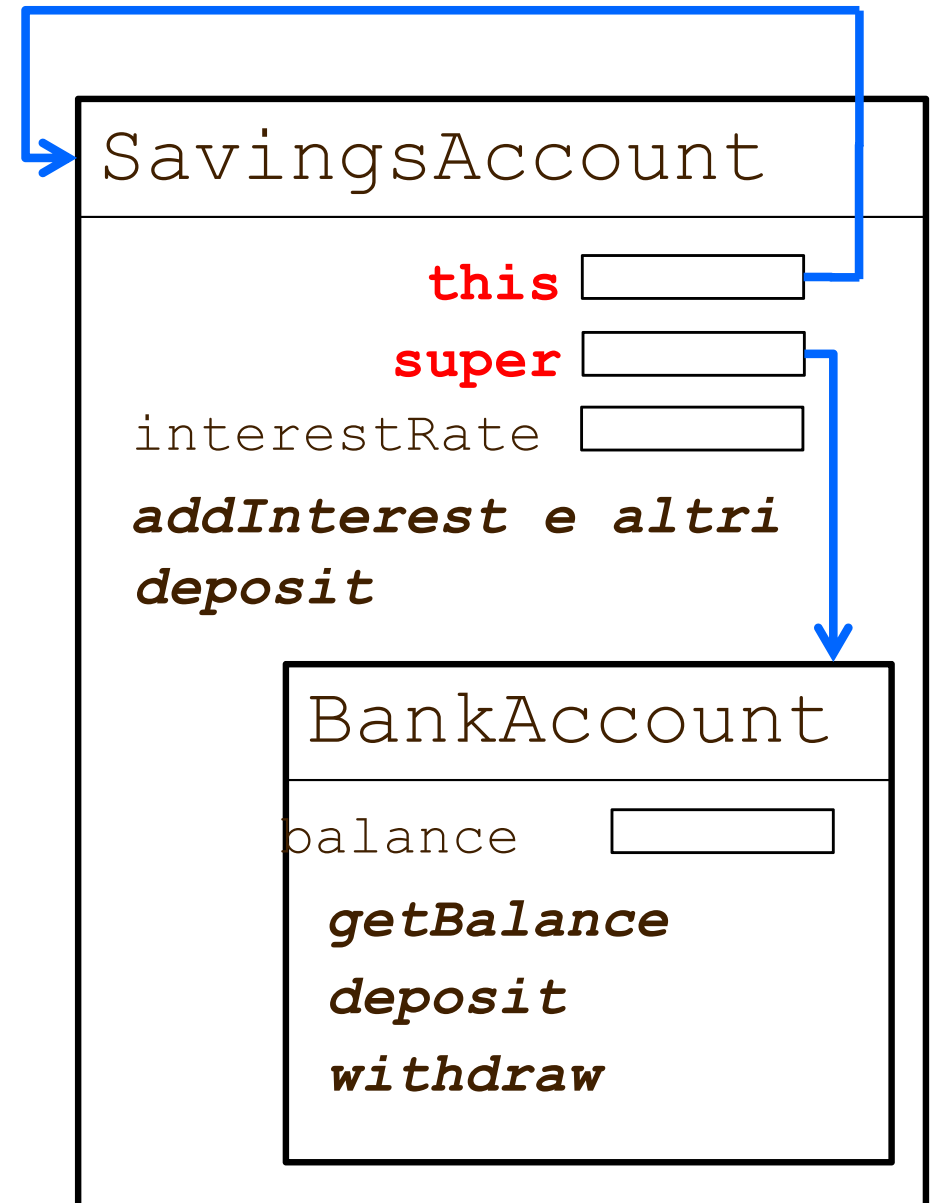 SavingsAccount
this
super
interestRate
addInterest e altri
deposit
BankAccount
balance
getBalance
deposit
withdraw